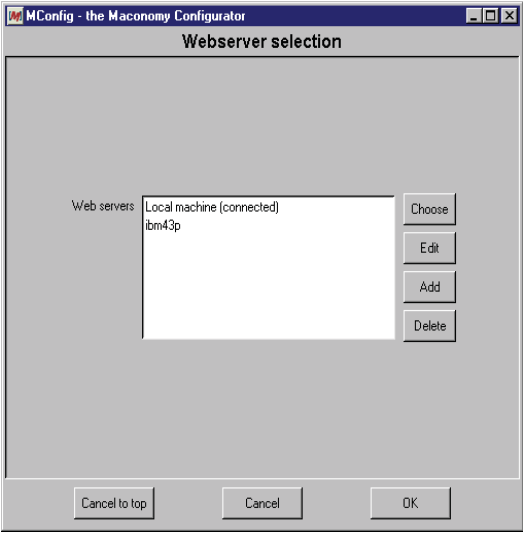 MConfig - the Maconomy Configurator
Webserver selection
Web servers
Local machine (connected)
ibm43p
Choose
Edit
Add
Delete
Cancel to top
Cancel
OK